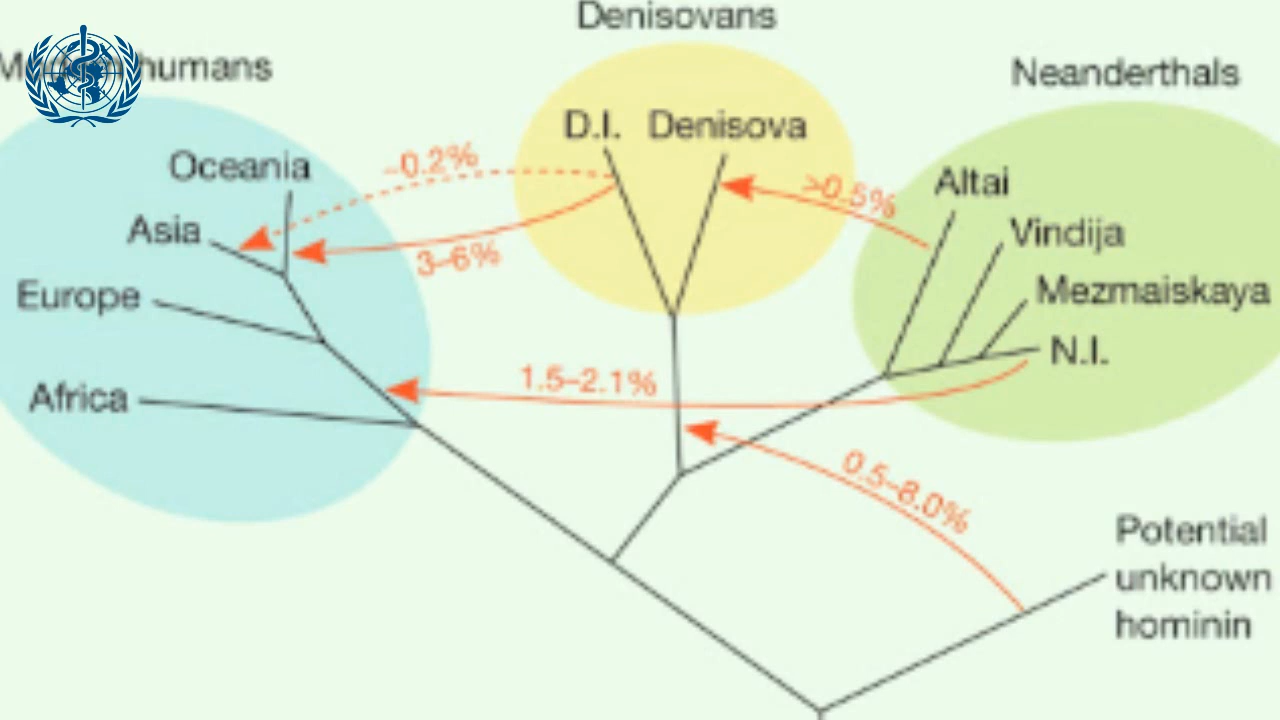 Denisovans
humans
Neanderthals
D.I. Denisova
Oceania
~0.2%
>0.5%
Altai
Asia
Vindija
3–6%
Europe
Mezmaiskaya
N.I.
1.5–2.1%
Africa
0.5–8.0%
Potential
unknown
hominin